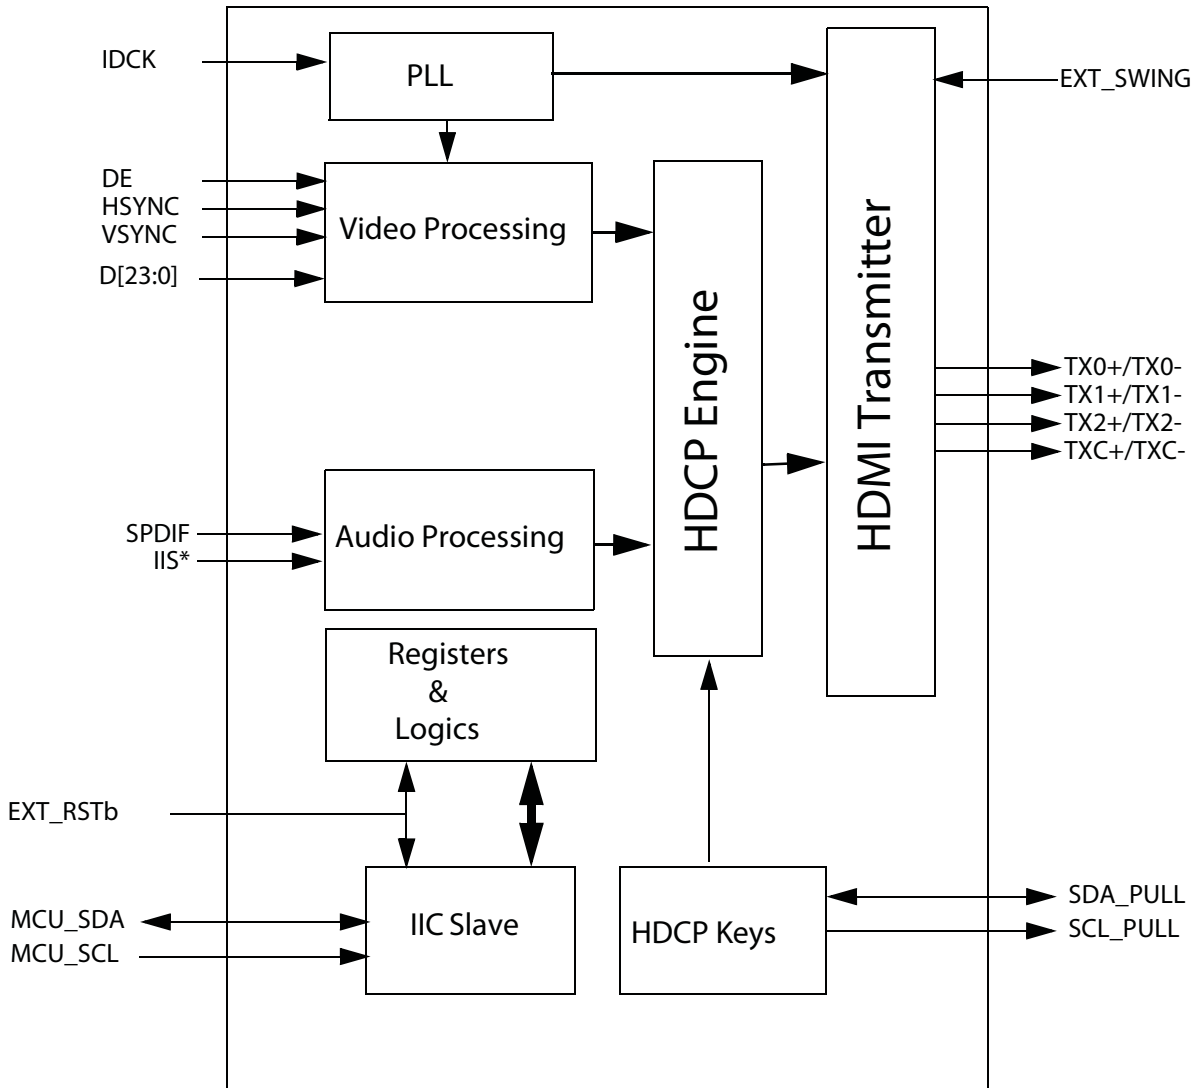 IDCK
PLL
EXT_SWING
DE
HSYNC
VSYNC
D[23:0]
Video Processing
HDCP Engine
HDMI Transmitter
TX0+/TX0-
TX1+/TX1-
TX2+/TX2-
TXC+/TXC-
SPDIF
IIS*
Audio Processing
Registers
&
Logics
EXT_RSTb
MCU_SDA
MCU_SCL
IIC Slave
HDCP Keys
SDA_PULL
SCL_PULL